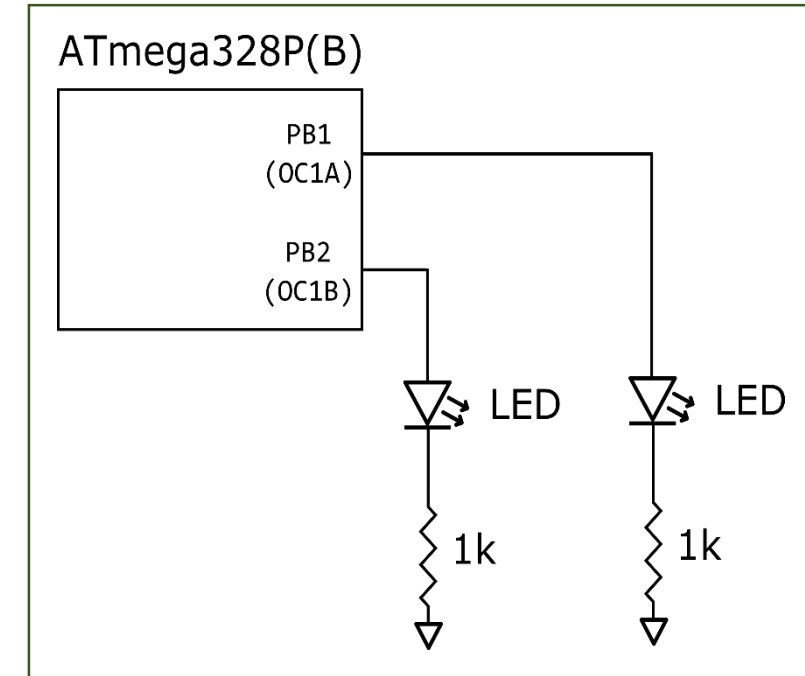 ATmega328P(B)
PB1
(OC1A)
PB2
(OC1B)
LED
LED
1k
1k